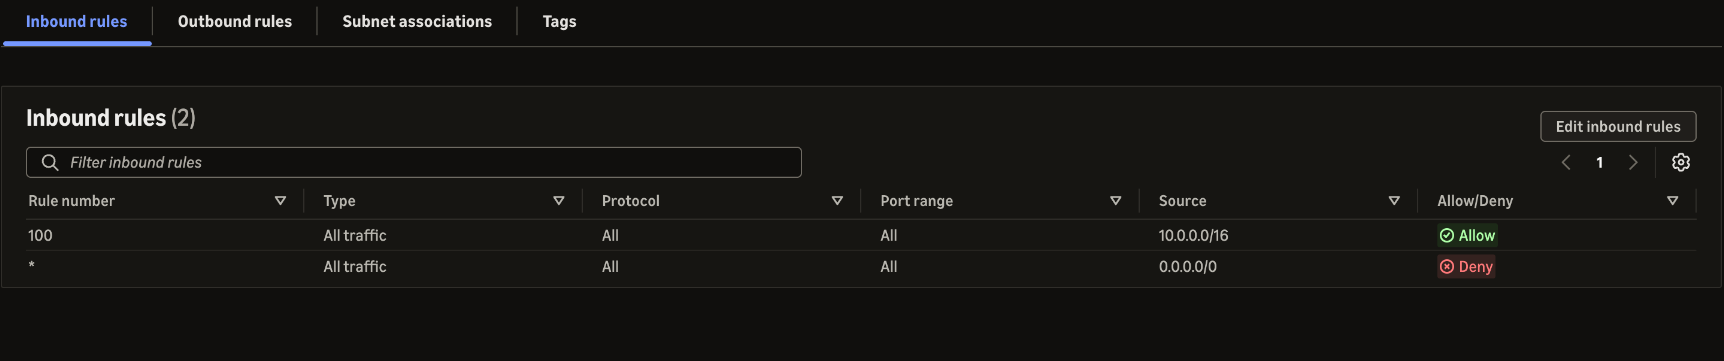 Inbound rules Outbound rules Subnet associations Tags
Inbound rules (2)
Edit inbound rules
Filter inbound rules
1
Rule number Type Protocol Port range Source Allow/Deny
100 All traffic All All 10.0.0.0/16 Allow
* All traffic All All 0.0.0.0/0 Deny